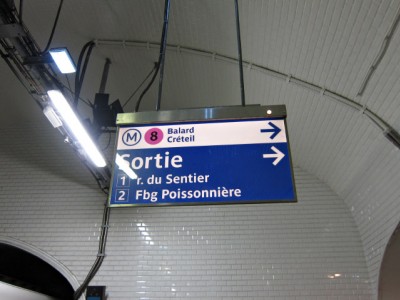 M 8 Balard
Créteil
Sortie
1 r. du Sentier
2 Fbg Poissonnière